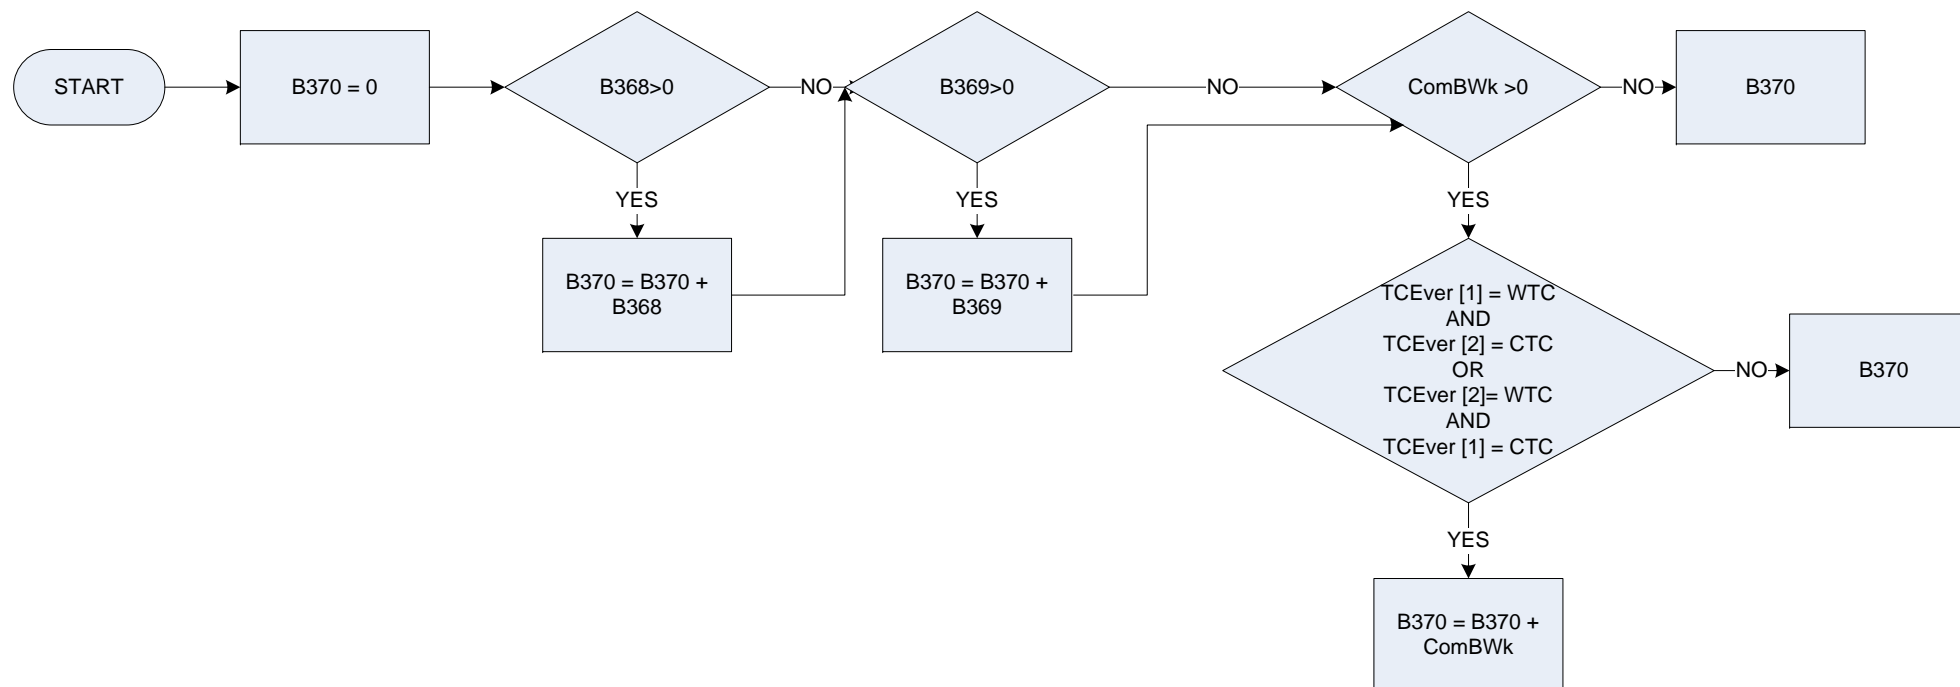 START
B370 = 0
B368>0
NO
B369>0
NO
ComBWk >0
NO
B370
YES
YES
YES
B370 = B370 +
B368
B370 = B370 +
B369
TCEver [1] = WTC
AND
TCEver [2] = CTC
OR
TCEver [2]= WTC
AND
TCEver [1] = CTC
NO
B370
YES
B370 = B370 +
ComBWk